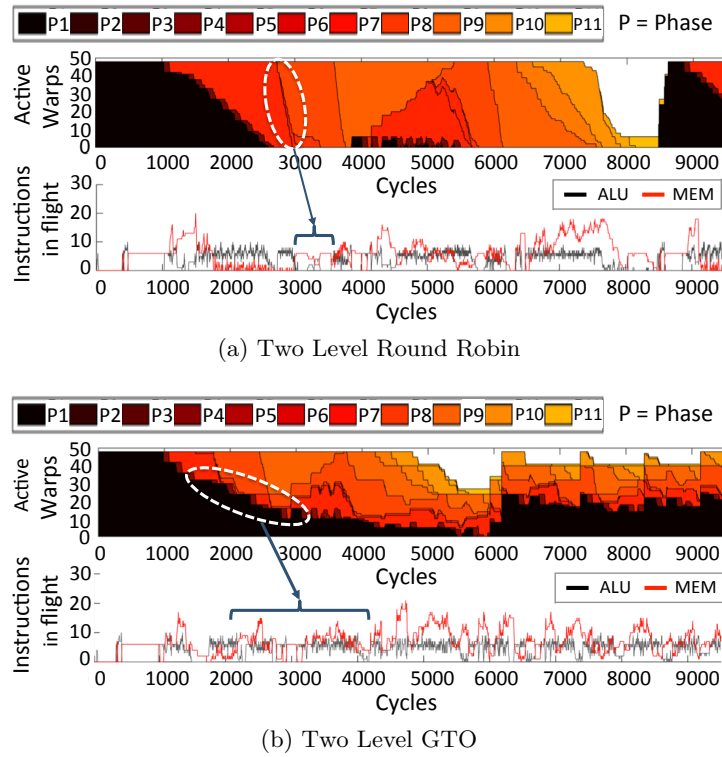 P1 P2 P3 P4 P5 P6 P7 P8 P9 P10 P11 P = Phase
Active Warps
50
40
30
20
10
0
0 1000 2000 3000 4000 5000 6000 7000 8000 9000
Cycles
ALU MEM
Instructions in flight
30
20
10
0
0 1000 2000 3000 4000 5000 6000 7000 8000 9000
Cycles
(a) Two Level Round Robin
P1 P2 P3 P4 P5 P6 P7 P8 P9 P10 P11 P = Phase
Active Warps
50
40
30
20
10
0
0 1000 2000 3000 4000 5000 6000 7000 8000 9000
Cycles
ALU MEM
Instructions in flight
30
20
10
0
0 1000 2000 3000 4000 5000 6000 7000 8000 9000
Cycles
(b) Two Level GTO